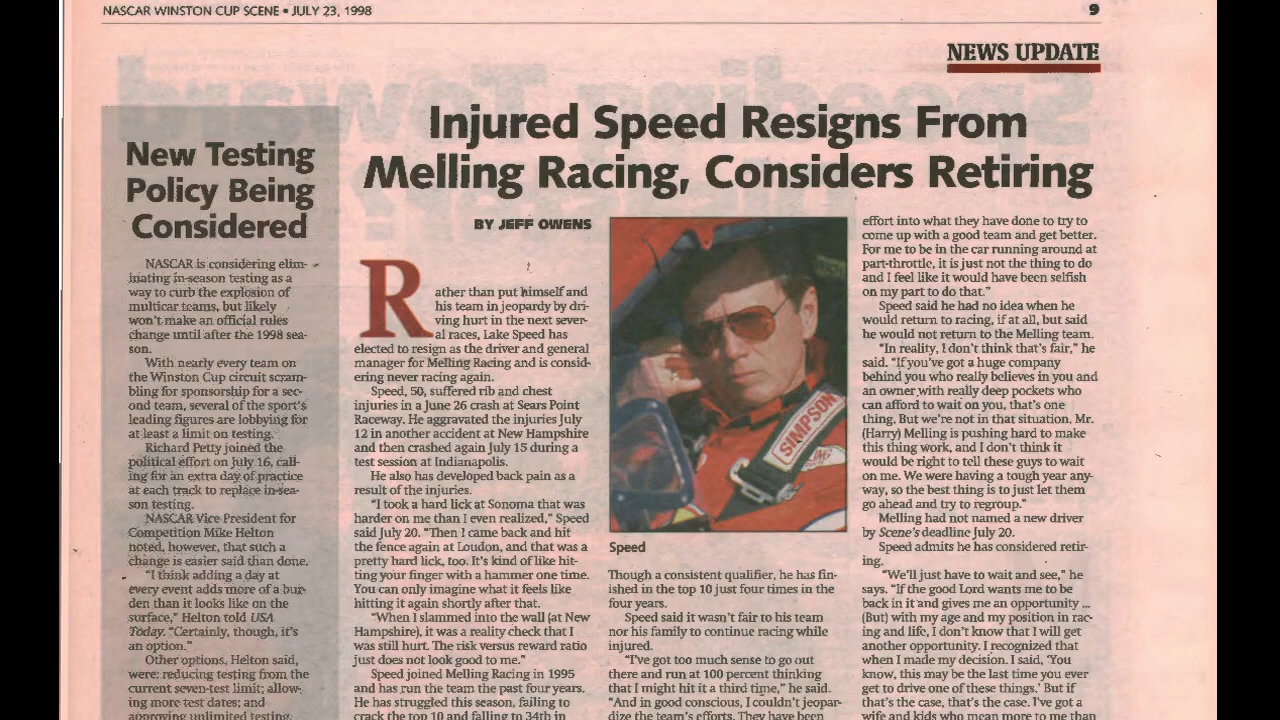 NASCAR WINSTON CUP SCENE • JULY 23, 1998
9
NEWS UPDATE
New Testing
Policy Being
Considered
NASCAR is considering elim-
inating in-season testing as a
way to curb the explosion of
multicar teams, but likely
won't make an official rules
change until after the 1998 sea-
son.
With nearly every team on
the Winston Cup circuit scram-
bling for sponsorship for a sec-
ond team, several of the sport's
leading figures are lobbying for
at least a limit on testing.
Richard Petty joined the
political effort on July 16, call-
ing for an extra day of practice
at each track to replace in-sea-
son testing.
NASCAR Vice President for
Competition Mike Helton
noted, however, that such a
change is easier said than done.
"I think adding a day at
every event adds more of a bur-
den than it looks like on the
surface," Helton told USA
Today. "Certainly, though, it's
an option."
Other options, Helton said,
were: reducing testing from the
current seven-test limit; allow-
ing more test dates; and
approving unlimited testing.
Injured Speed Resigns From
Melling Racing, Considers Retiring
BY JEFF OWENS
Rather than put himself and
his team in jeopardy by dri-
ving hurt in the next sever-
al races, Lake Speed has
elected to resign as the driver and general
manager for Melling Racing and is consid-
ering never racing again.
Speed, 50, suffered rib and chest
injuries in a June 26 crash at Sears Point
Raceway. He aggravated the injuries July
12 in another accident at New Hampshire
and then crashed again July 15 during a
test session at Indianapolis.
He also has developed back pain as a
result of the injuries.
"I took a hard lick at Sonoma that was
harder on me than I even realized," Speed
said July 20. "Then I came back and hit
the fence again at Loudon, and that was a
pretty hard lick, too. It's kind of like hit-
ting your finger with a hammer one time.
You can only imagine what it feels like
hitting it again shortly after that.
"When I slammed into the wall (at New
Hampshire), it was a reality check that I
was still hurt. The risk versus reward ratio
just does not look good to me."
Speed joined Melling Racing in 1995
and has run the team the past four years.
He has struggled this season, failing to
crack the top 10 and falling to 34th in
SIMPSON
Speed
Though a consistent qualifier, he has fin-
ished in the top 10 just four times in the
four years.
Speed said it wasn't fair to his team
nor his family to continue racing while
injured.
"I've got too much sense to go out
there and run at 100 percent thinking
that I might hit it a third time," he said.
"And in good conscious, I couldn't jeopar-
dize the team's efforts. They have been
effort into what they have done to try to
come up with a good team and get better.
For me to be in the car running around at
part-throttle, it is just not the thing to do
and I feel like it would have been selfish
on my part to do that."
Speed said he had no idea when he
would return to racing, if at all, but said
he would not return to the Melling team.
"In reality, I don't think that's fair," he
said. "If you've got a huge company
behind you who really believes in you and
an owner with really deep pockets who
can afford to wait on you, that's one
thing. But we're not in that situation. Mr.
(Harry) Melling is pushing hard to make
this thing work, and I don't think it
would be right to tell these guys to wait
on me. We were having a tough year any-
way, so the best thing is to just let them
go ahead and try to regroup."
Melling had not named a new driver
by Scene's deadline July 20.
Speed admits he has considered retir-
ing.
"We'll just have to wait and see," he
says. "If the good Lord wants me to be
back in it and gives me an opportunity ...
(But) with my age and my position in rac-
ing and life, I don't know that I will get
another opportunity. I recognized that
when I made my decision. I said, 'You
know, this may be the last time you ever
get to drive one of these things.' But if
that's the case, that's the case. I've got a
wife and kids who mean more to me than